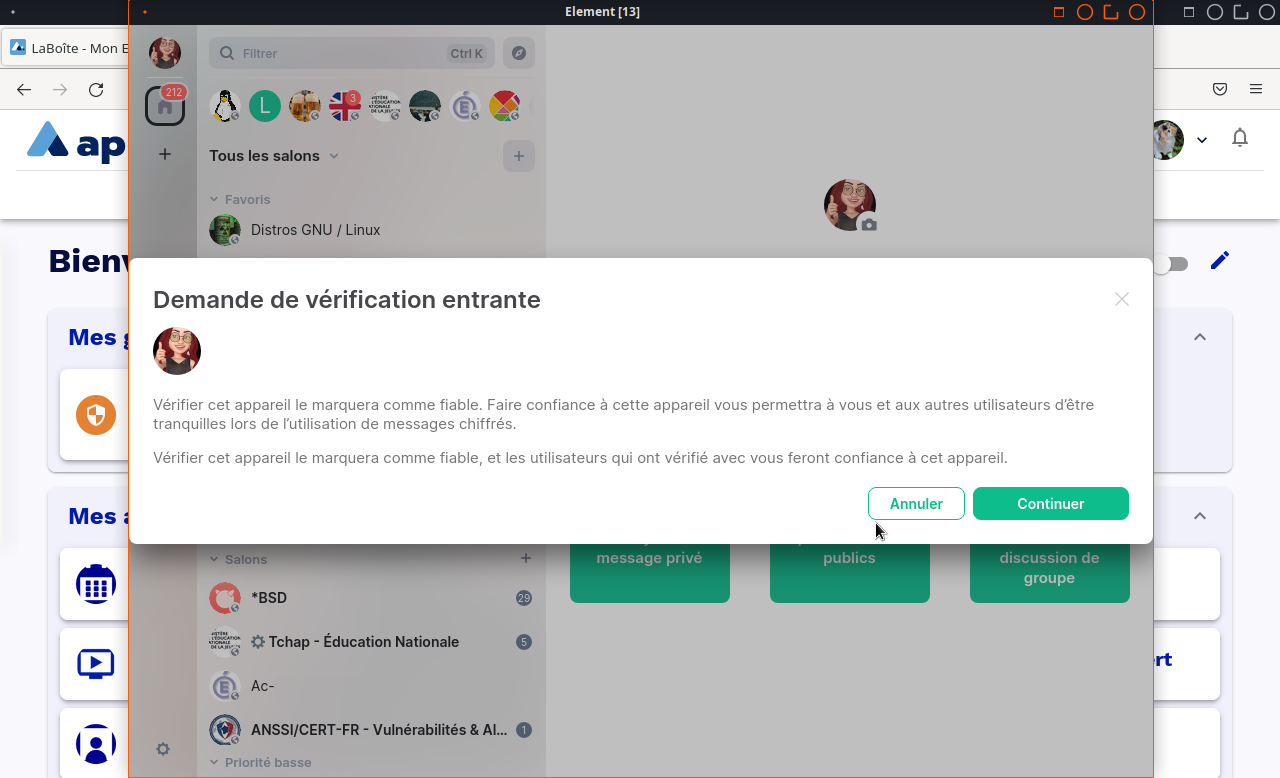 Element [13]
LaBoîte - Mon E
Filtrer
Ctrl K
212
3
L
ap
Tous les salons
Favoris
Distros GNU / Linux
Bienv
Demande de vérification entrante
Mes g
Vérifier cet appareil le marquera comme fiable. Faire confiance à cette appareil vous permettra à vous et aux autres utilisateurs d’être
tranquilles lors de l’utilisation de messages chiffrés.
Vérifier cet appareil le marquera comme fiable, et les utilisateurs qui ont vérifié avec vous feront confiance à cet appareil.
Annuler
Continuer
Mes a
message privé
publics
discussion de
groupe
Salons
*BSD
29
Tchap - Éducation Nationale
5
Ac-
ANSSI/CERT-FR - Vulnérabilités & Al...
1
Priorité basse
ert